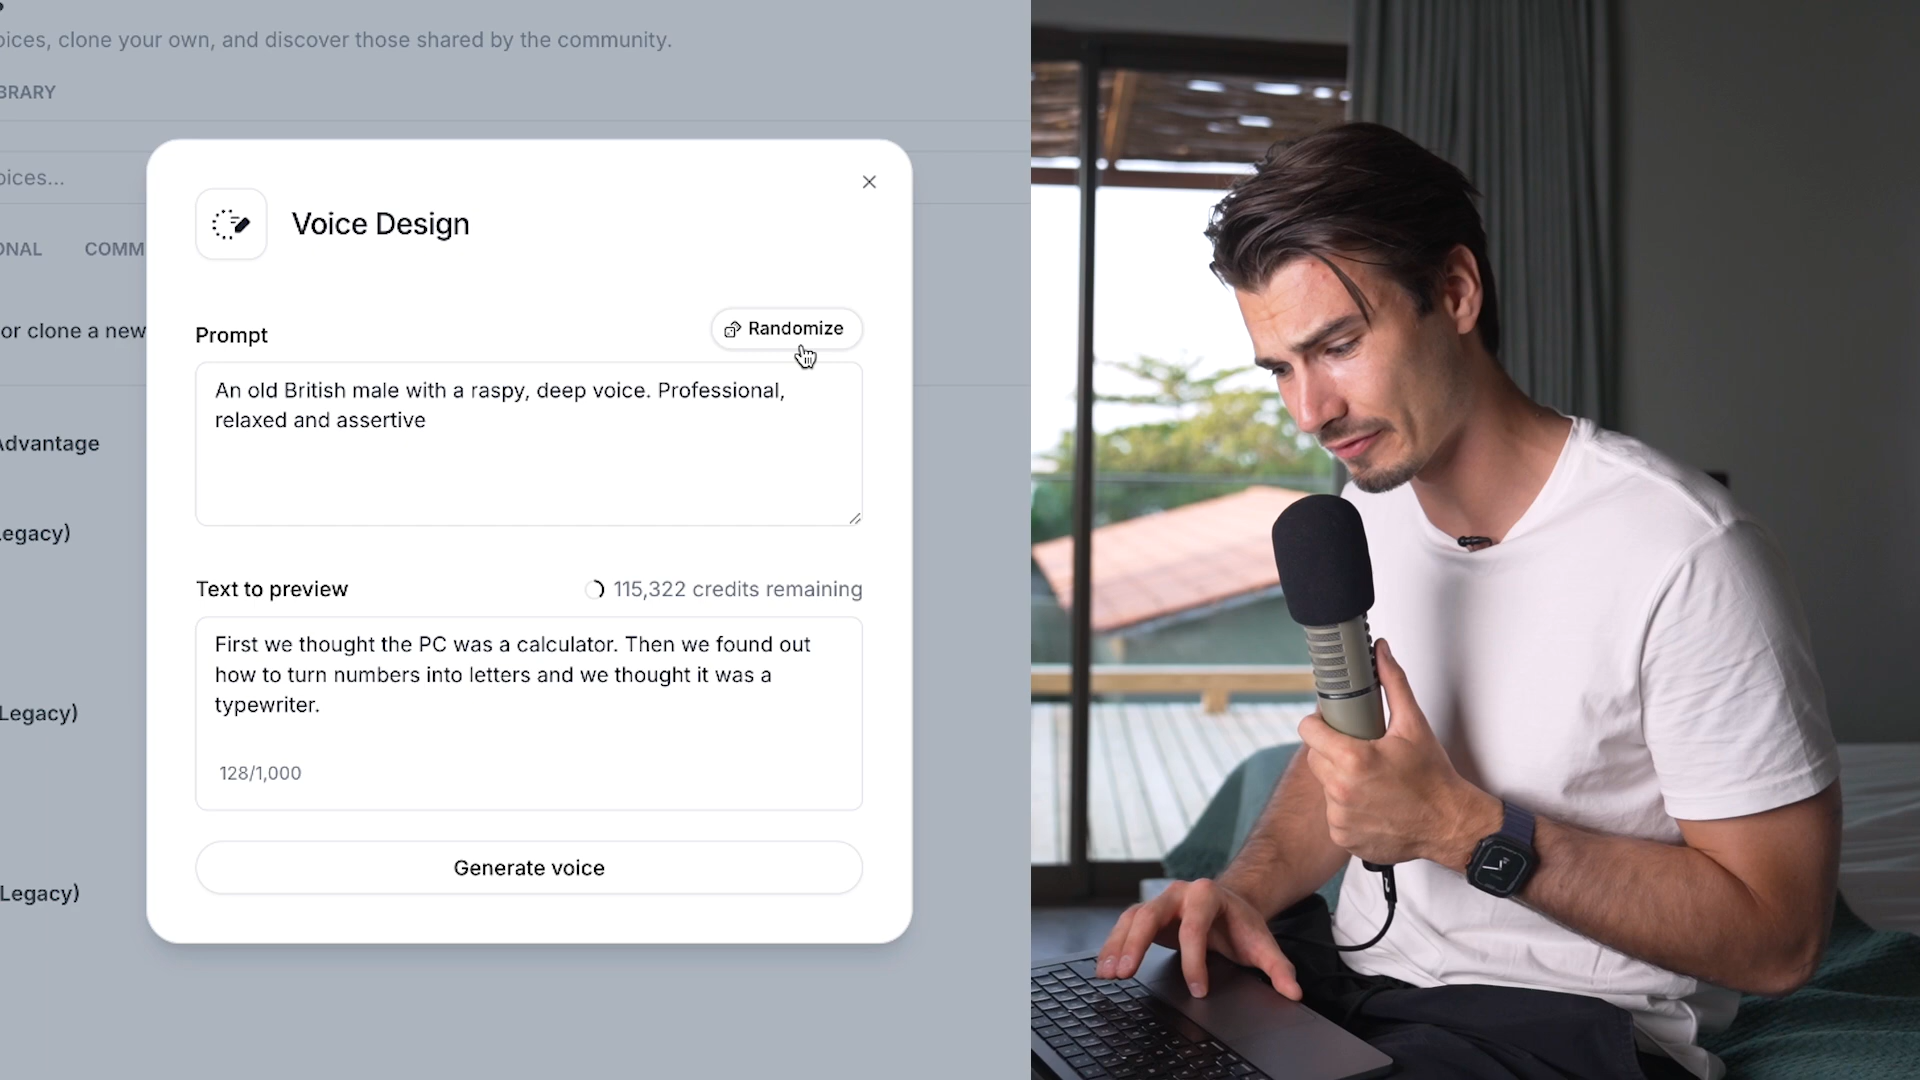 oices, clone your own, and discover those shared by the community.
BRARY
oices...
ONAL COMM
or clone a new
Advantage
Legacy)
Legacy)
Legacy)
Voice Design
Randomize
Prompt
An old British male with a raspy, deep voice. Professional,
relaxed and assertive
Text to preview
115,322 credits remaining
First we thought the PC was a calculator. Then we found out
how to turn numbers into letters and we thought it was a
typewriter.
128/1,000
Generate voice